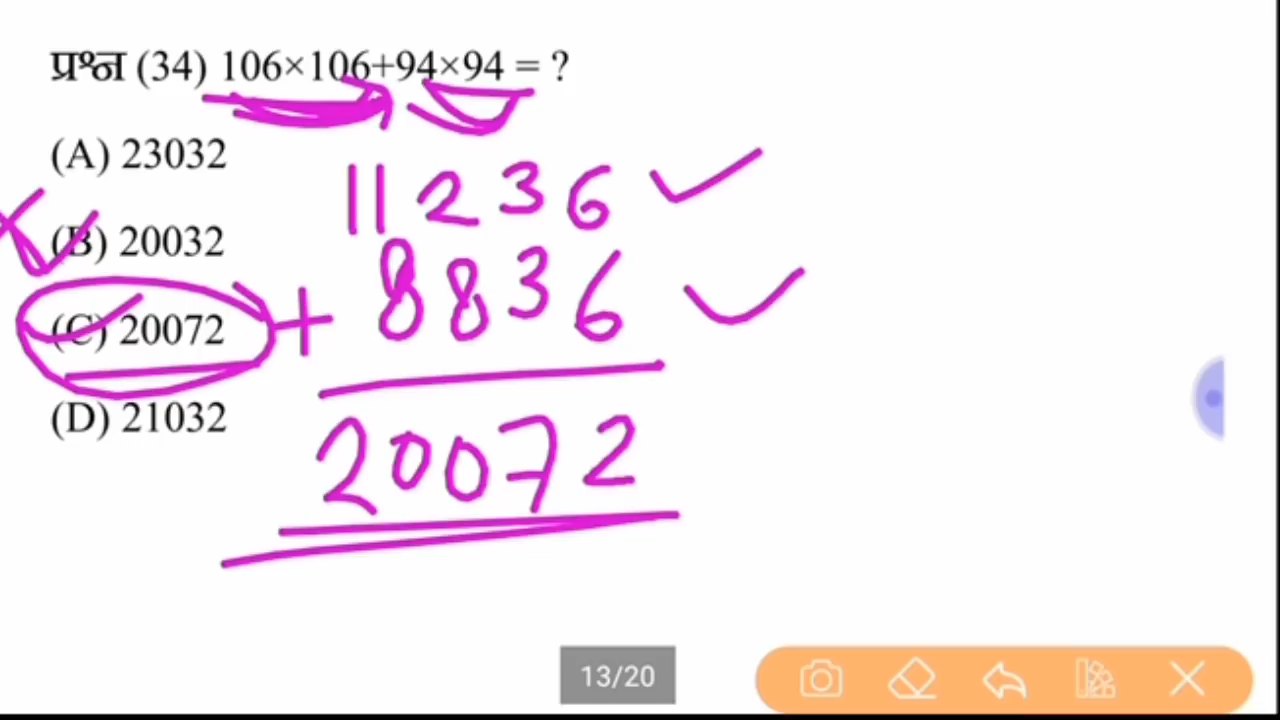 प्रश्न (34) 106×106+94×94 = ?
(A) 23032
11236
(B) 20032
+ 8836
(C) 20072
(D) 21032
20072
13/20